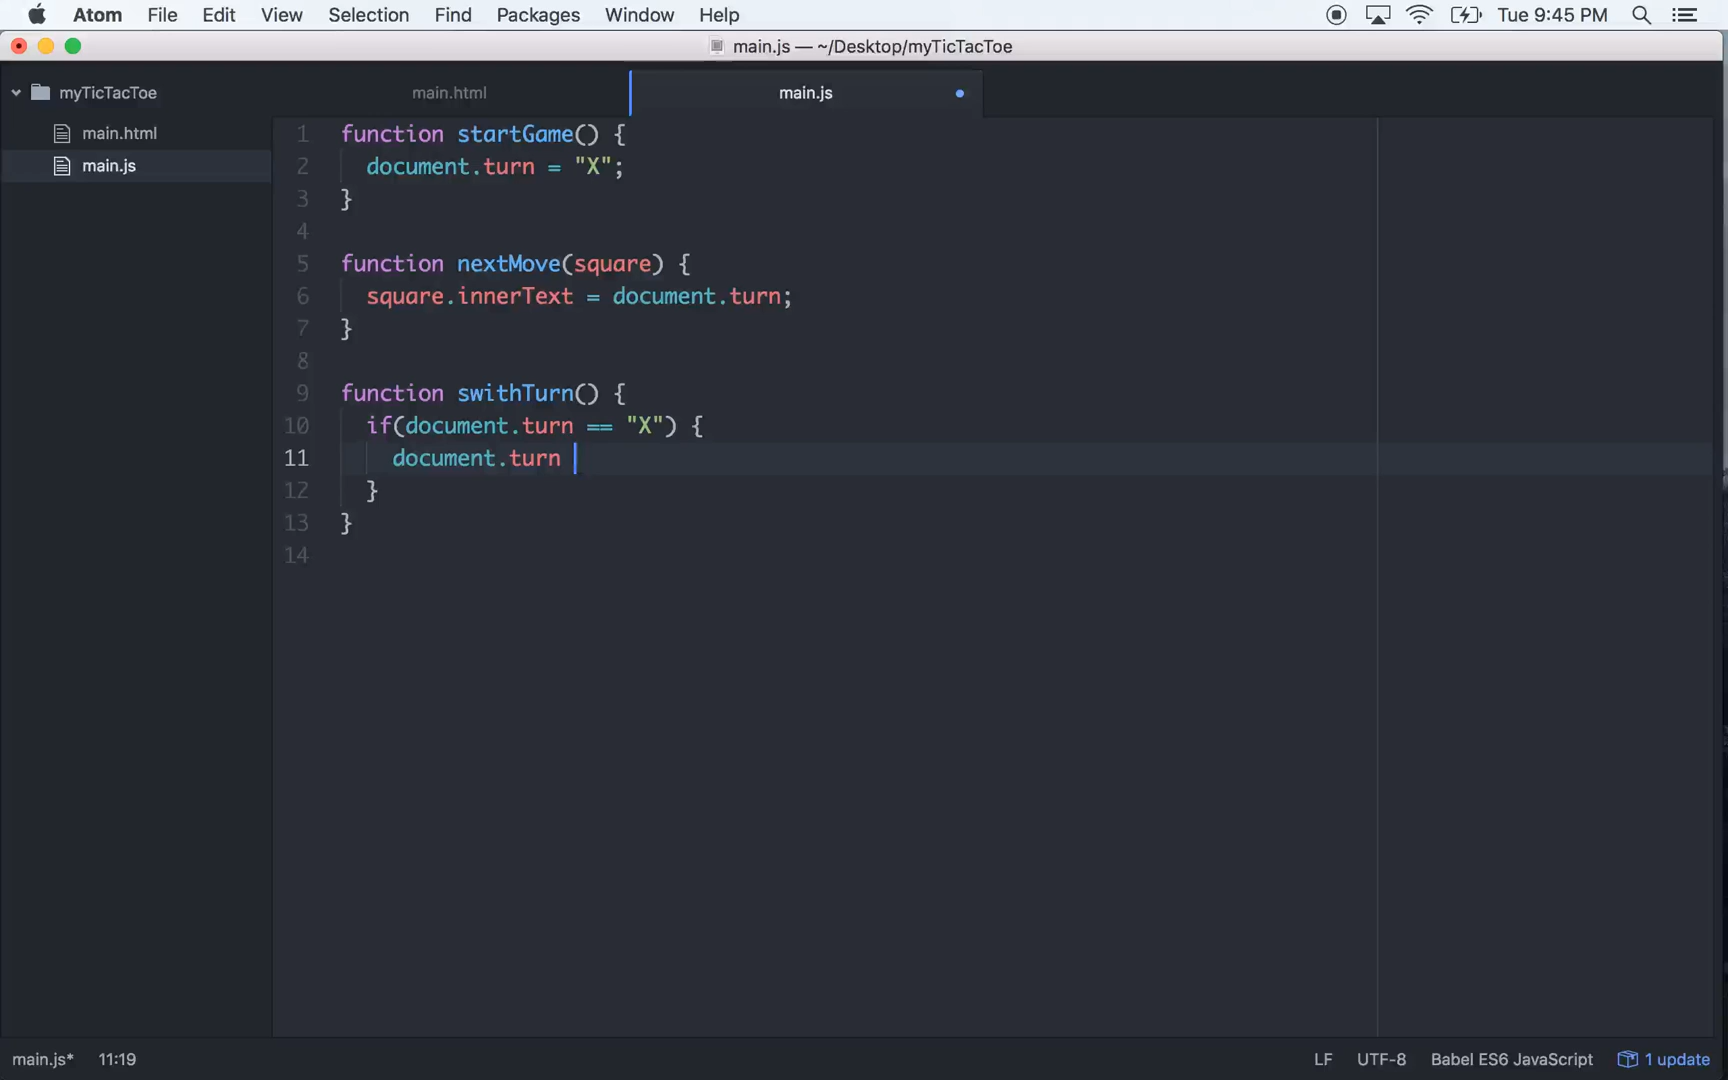 Atom File Edit View Selection Find Packages Window Help Tue 9:45 PM
main.js — ~/Desktop/myTicTacToe
myTicTacToe
main.html
main.js
main.html main.js
1 function startGame() {
2   document.turn = "X";
3 }
4
5 function nextMove(square) {
6   square.innerText = document.turn;
7 }
8
9 function swithTurn() {
10   if(document.turn == "X") {
11     document.turn
12   }
13 }
14
main.js* 11:19 LF UTF-8 Babel ES6 JavaScript 1 update